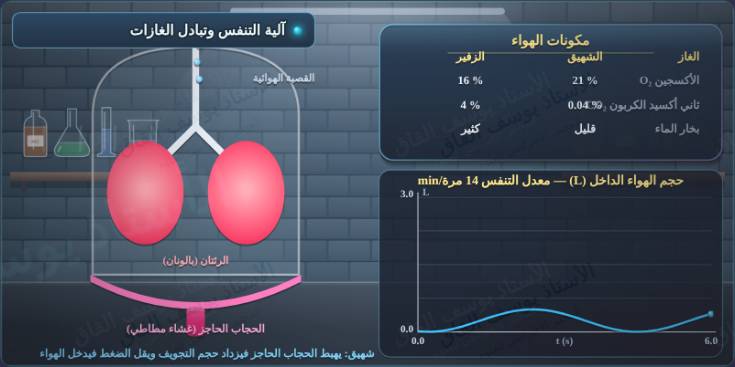 آلية التنفس وتبادل الغازات
القصبة الهوائية
الرئتان (بالونان)
الحجاب الحاجز (غشاء مطاطي)
شهيق: يهبط الحجاب الحاجز فيزداد حجم التجويف ويقل الضغط فيدخل الهواء
مكونات الهواء
الغاز الشهيق الزفير
الأكسجين O₂ 21 % 16 %
ثاني أكسيد الكربون CO₂ 0.04 % 4 %
بخار الماء قليل كثير
حجم الهواء الداخل (L) — معدل التنفس 14 مرة/min
3.0 L
0.0
0.0 t (s) 6.0
الأستاذ يوسف